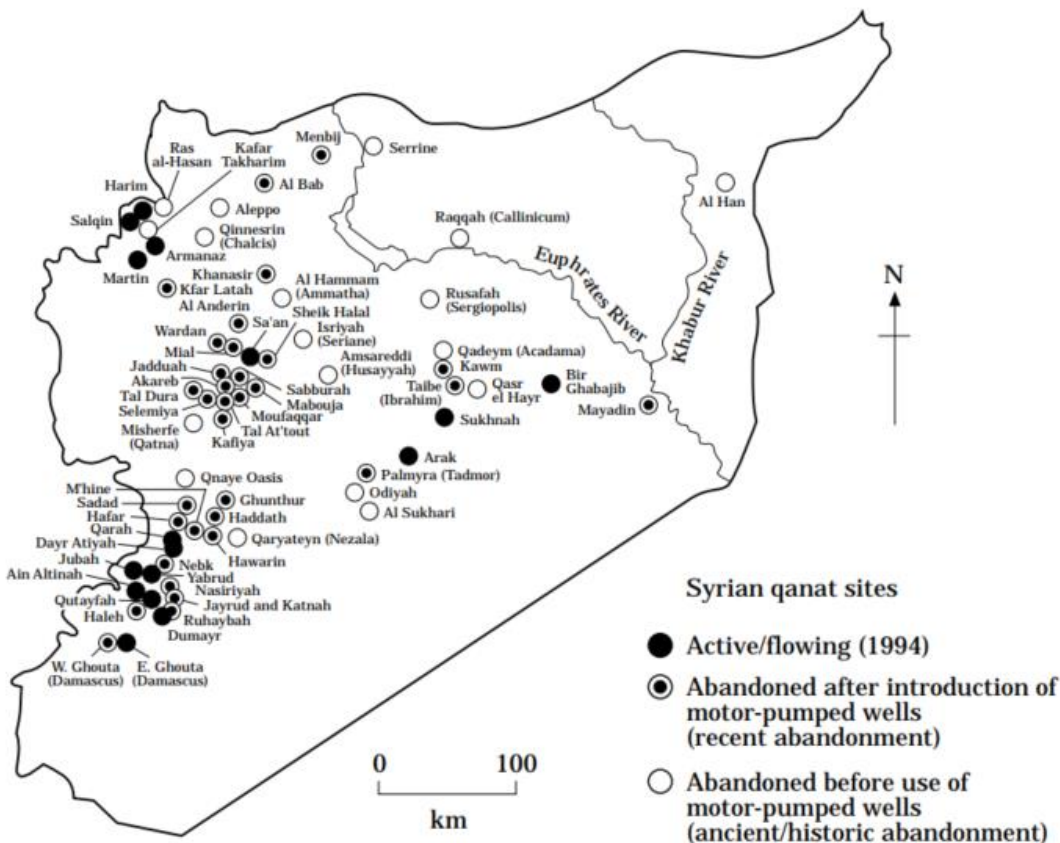 Menbij
Serrine
Ras
al-Hasan
Kafar
Takharim
Harim
Al Bab
Al Han
Salqin
Aleppo
Qinnesrin
(Chalcis)
Raqqah (Callinicum)
Armanaz
Martin
Khanasir
Kfar Latah
Al Anderin
Al Hammam
(Ammatha)
Rusafah
(Sergiopolis)
Euphrates River
Khabur River
N
Sa'an
Sheik Halal
Wardan
Isriyah
(Seriane)
Mial
Amsareddi
(Husayyah)
Qadeym (Acadama)
Kawm
Jadduah
Akareb
Tal Dura
Selemiya
Sabburah
Mabouja
Taibe
(Ibrahim)
Qasr
el Hayr
Bir
Ghabajib
Mayadin
Moufaqqar
Tal At'tout
Misherfe
(Qatna)
Kafiya
Sukhnah
Arak
Qnaye Oasis
Palmyra (Tadmor)
Odiyah
Al Sukhari
M'hine
Sadad
Hafar
Qarah
Dayr Atiyah
Ghunthur
Haddath
Qaryateyn (Nezala)
Hawarin
Jubah
Ain Altinah
Nebk
Yabrud
Nasiriyah
Qutayfah
Jayrud and Katnah
Haleh
Ruhaybah
Dumayr
W. Ghouta
(Damascus)
E. Ghouta
(Damascus)
0 100
km
Syrian qanat sites
Active/flowing (1994)
Abandoned after introduction of
motor-pumped wells
(recent abandonment)
Abandoned before use of
motor-pumped wells
(ancient/historic abandonment)